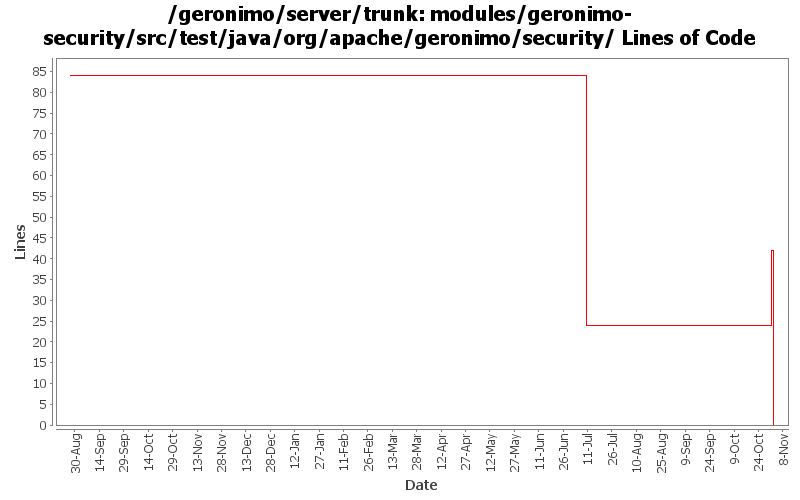 /geronimo/server/trunk: modules/geronimo-
security/src/test/java/org/apache/geronimo/security/ Lines of Code
Lines
85
80
75
70
65
60
55
50
45
40
35
30
25
20
15
10
5
0
30-Aug
14-Sep
29-Sep
14-Oct
29-Oct
13-Nov
28-Nov
13-Dec
28-Dec
12-Jan
27-Jan
11-Feb
26-Feb
13-Mar
28-Mar
12-Apr
27-Apr
12-May
27-May
11-Jun
26-Jun
11-Jul
26-Jul
10-Aug
25-Aug
9-Sep
24-Sep
9-Oct
24-Oct
8-Nov
Date